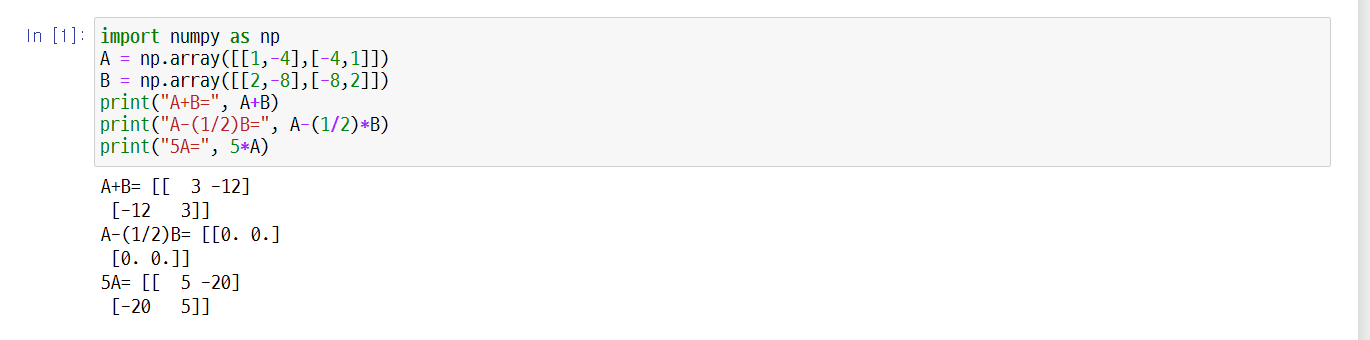 In [1]:
import numpy as np
A = np.array([[1,-4],[-4,1]])
B = np.array([[2,-8],[-8,2]])
print("A+B=", A+B)
print("A-(1/2)B=", A-(1/2)*B)
print("5A=", 5*A)
A+B= [[  3 -12]
 [-12   3]]
A-(1/2)B= [[0. 0.]
 [0. 0.]]
5A= [[  5 -20]
 [-20   5]]